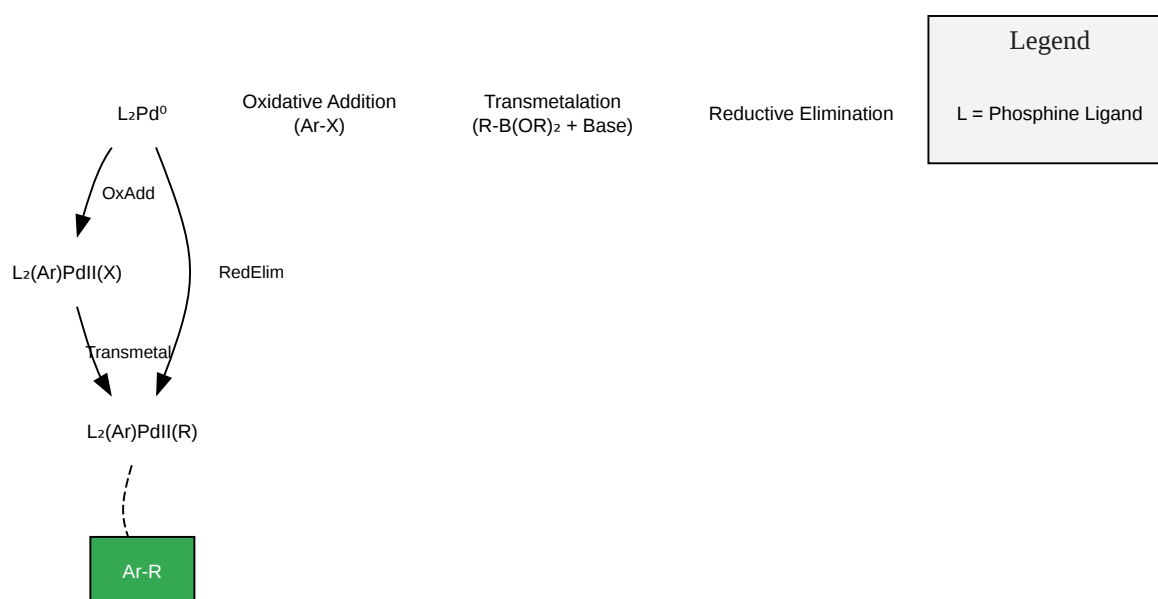 Legend
L₂Pd⁰
Oxidative Addition
(Ar-X)
Transmetalation
(R-B(OR)₂ + Base)
Reductive Elimination
L = Phosphine Ligand
OxAdd
L₂(Ar)PdII(X)
RedElim
Transmetal
L₂(Ar)PdII(R)
Ar-R